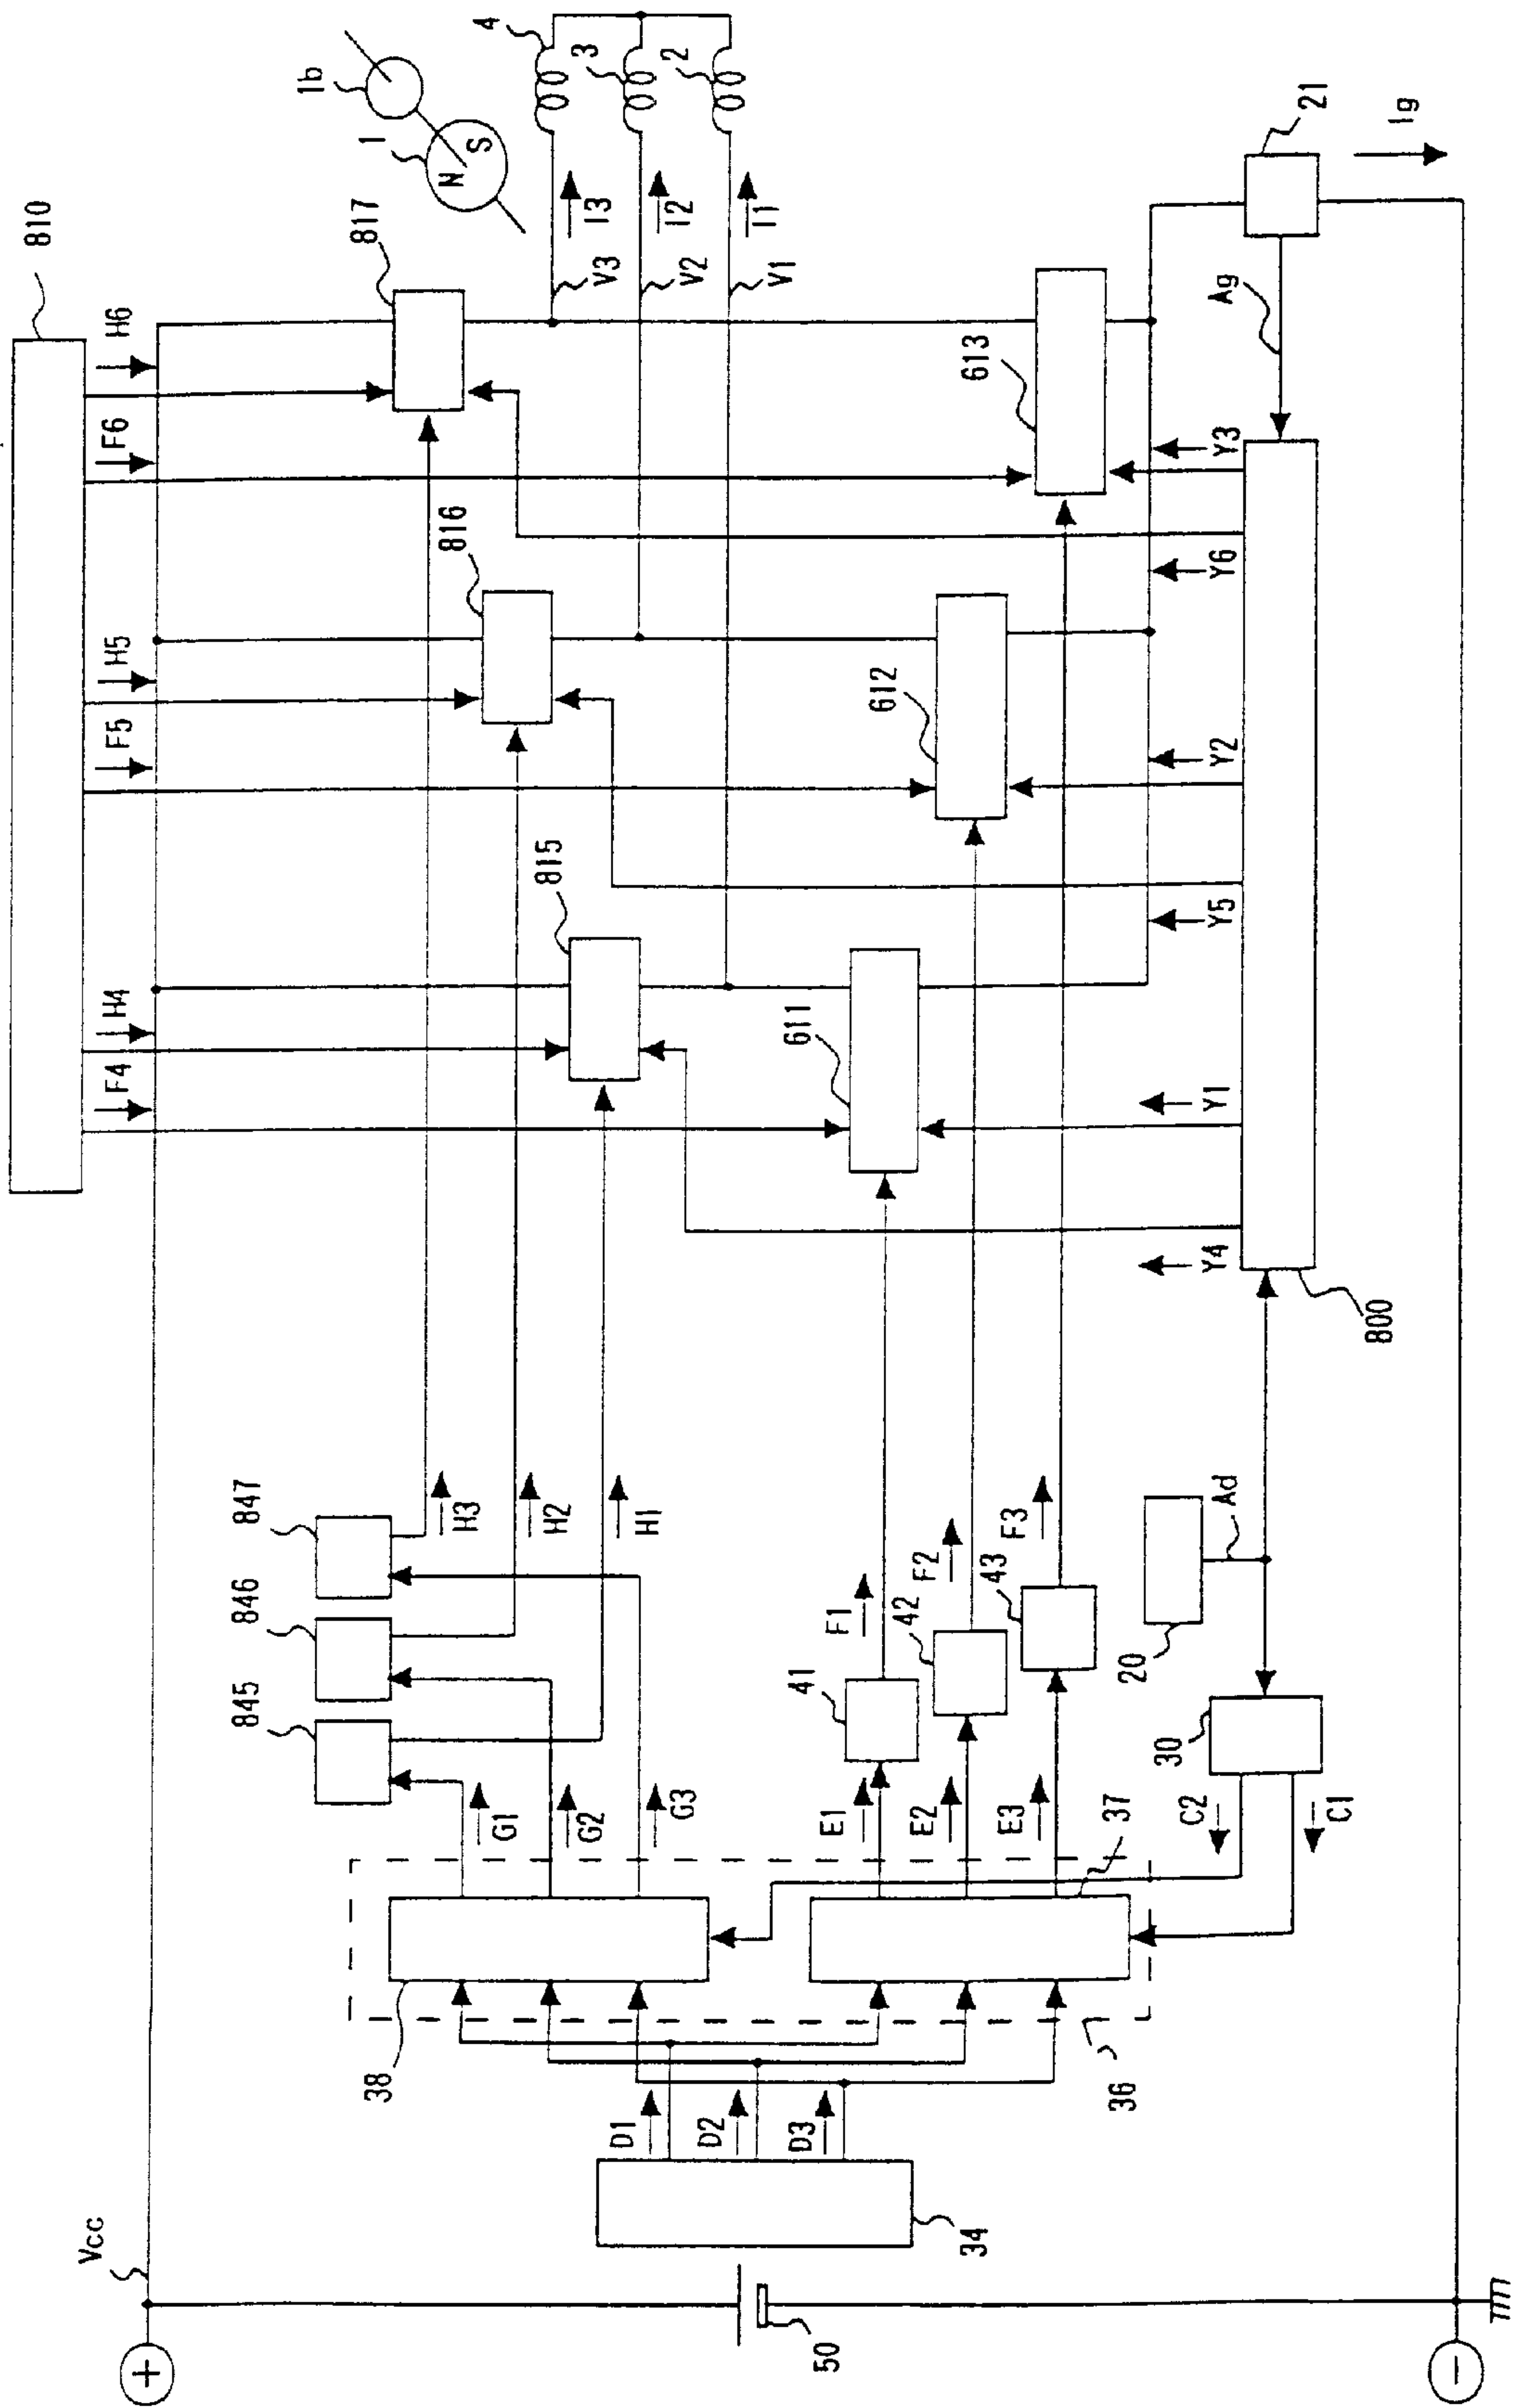 810
H6
F6
H5
F5
H4
F4
Vcc
+
1b
1
N
S
4
3
2
817
816
815
I3
I2
I1
V3
V2
V1
847
846
845
H3
H2
H1
G1
G2
G3
38
D1
D2
D3
34
36
37
E1
E2
E3
41
42
43
F1
F2
F3
611
612
613
Y4
Y1
Y5
Y2
Y6
Y3
Ag
21
Ig
20
Ad
30
C2
C1
800
50
−